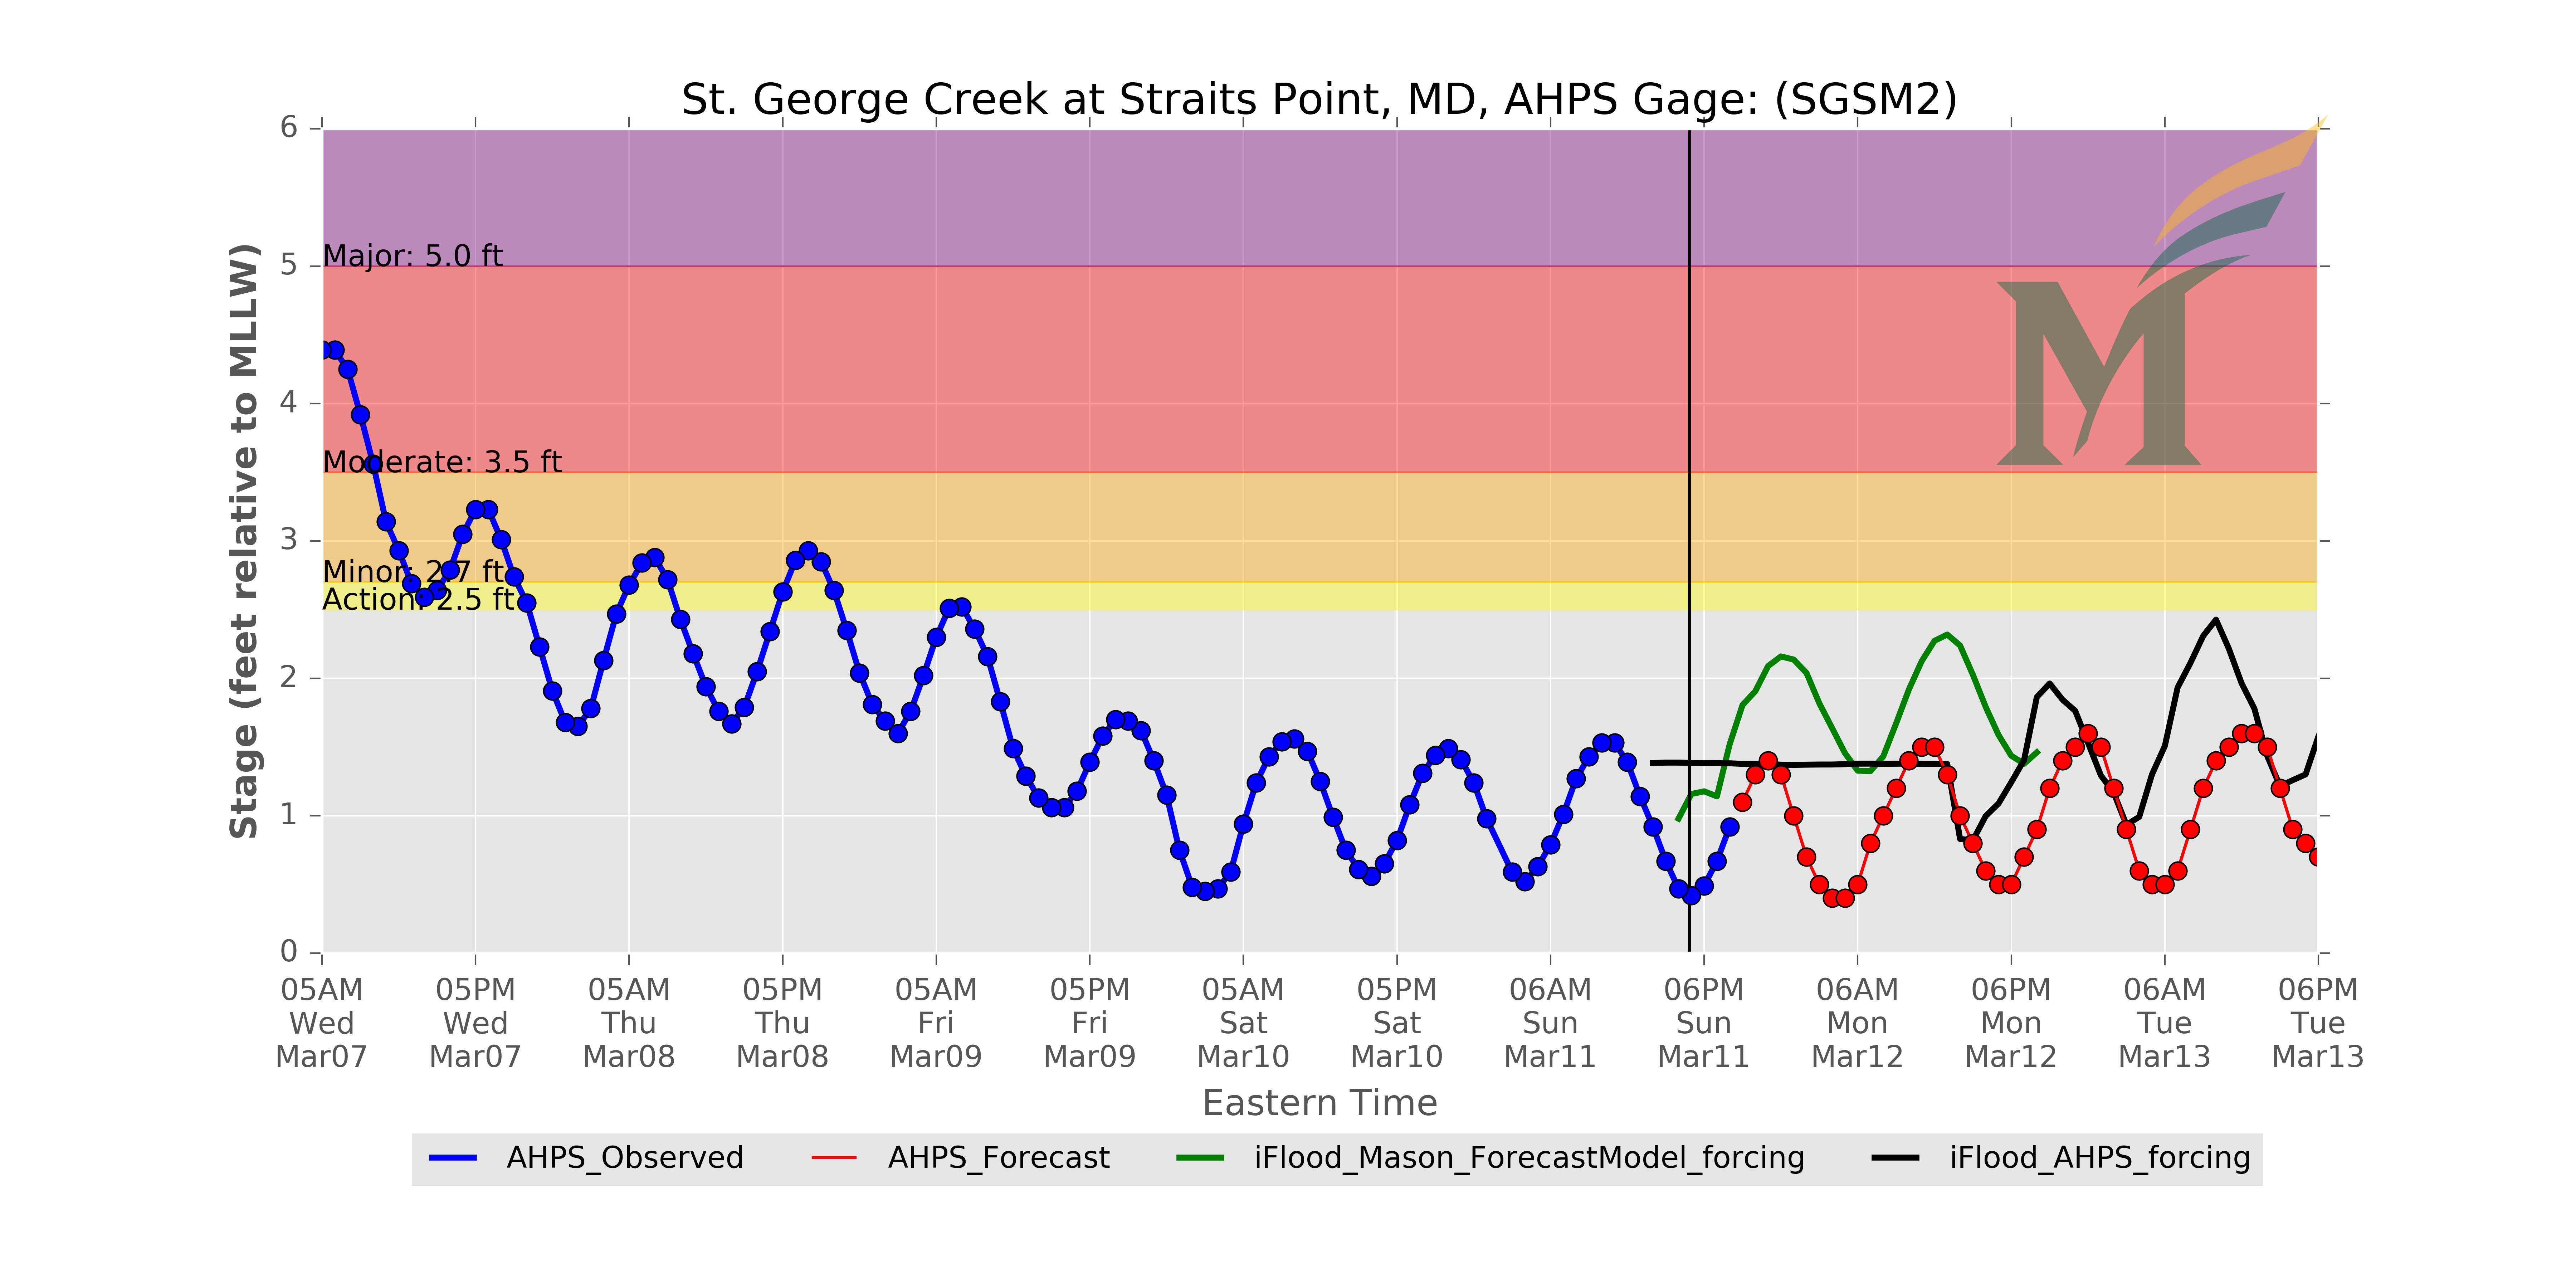 St. George Creek at Straits Point, MD, AHPS Gage: (SGSM2)
Stage (feet relative to MLLW)
6
5
4
3
2
1
0
Major: 5.0 ft
Moderate: 3.5 ft
Minor: 2.7 ft
Action: 2.5 ft
M
05AM 05PM 05AM 05PM 05AM 05PM 05AM 05PM 06AM 06PM 06AM 06PM 06AM 06PM
Wed Wed Thu Thu Fri Fri Sat Sat Sun Sun Mon Mon Tue Tue
Mar07 Mar07 Mar08 Mar08 Mar09 Mar09 Mar10 Mar10 Mar11 Mar11 Mar12 Mar12 Mar13 Mar13
Eastern Time
AHPS_Observed AHPS_Forecast iFlood_Mason_ForecastModel_forcing iFlood_AHPS_forcing